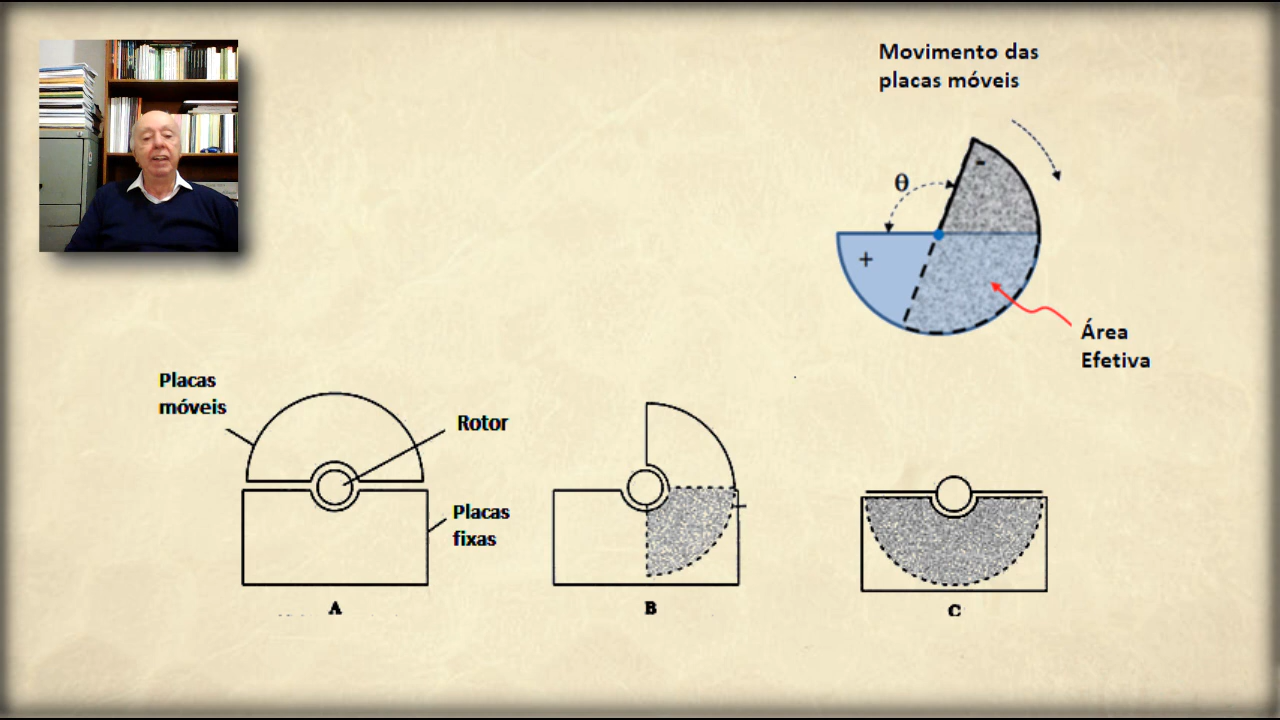 Movimento das
placas móveis
-
θ
+
Área
Efetiva
Placas
móveis
Rotor
Placas
fixas
A
B
C